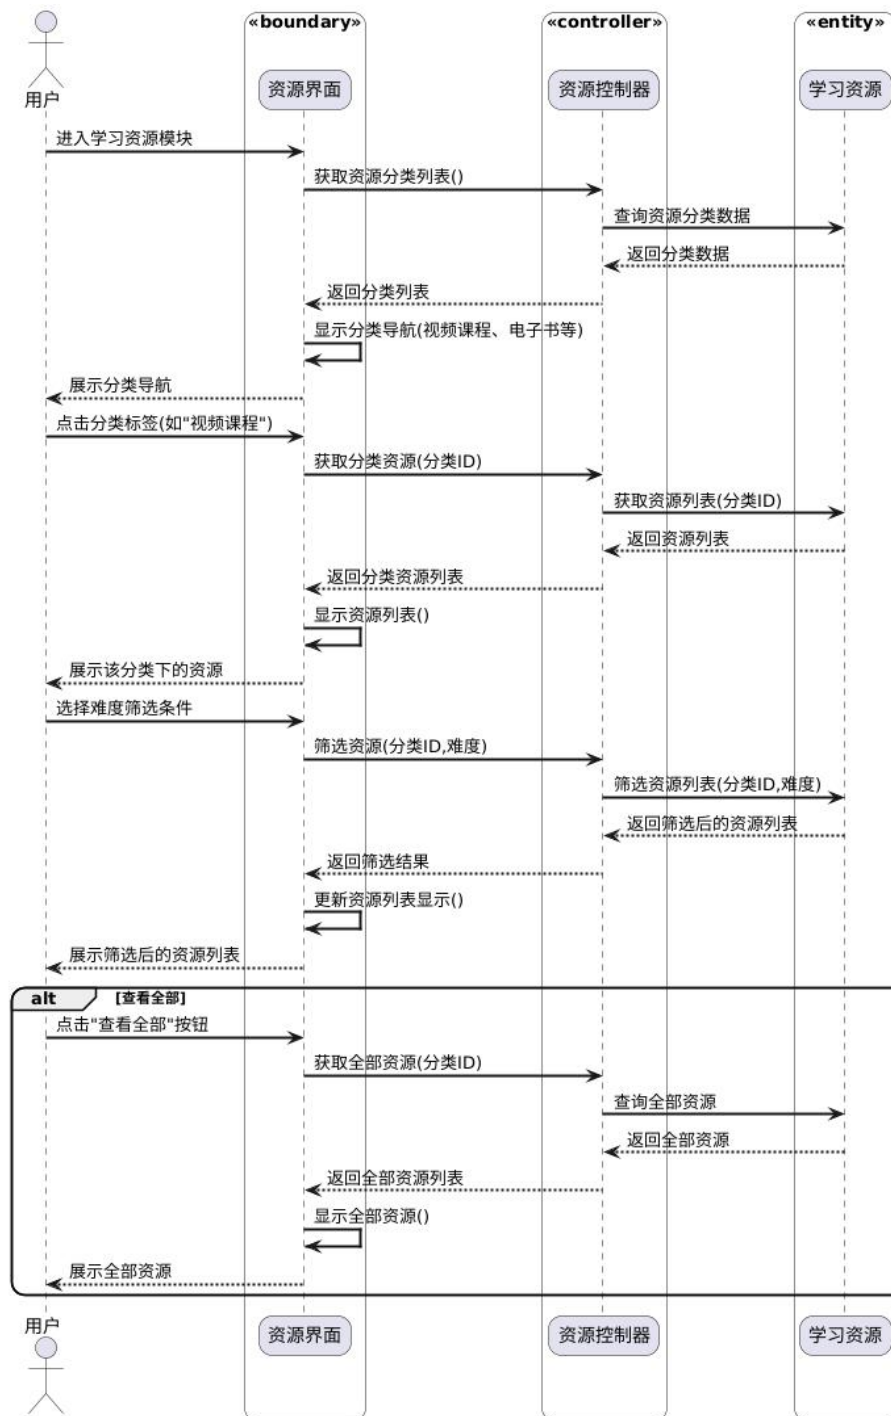 «boundary»
«controller»
«entity»
用户
资源界面
资源控制器
学习资源
进入学习资源模块
获取资源分类列表()
查询资源分类数据
返回分类数据
返回分类列表
显示分类导航(视频课程、电子书等)
展示分类导航
点击分类标签(如"视频课程")
获取分类资源(分类ID)
获取资源列表(分类ID)
返回资源列表
返回分类资源列表
显示资源列表()
展示该分类下的资源
选择难度筛选条件
筛选资源(分类ID,难度)
筛选资源列表(分类ID,难度)
返回筛选后的资源列表
返回筛选结果
更新资源列表显示()
展示筛选后的资源列表
alt [查看全部]
点击"查看全部"按钮
获取全部资源(分类ID)
查询全部资源
返回全部资源
返回全部资源列表
显示全部资源()
展示全部资源
用户
资源界面
资源控制器
学习资源